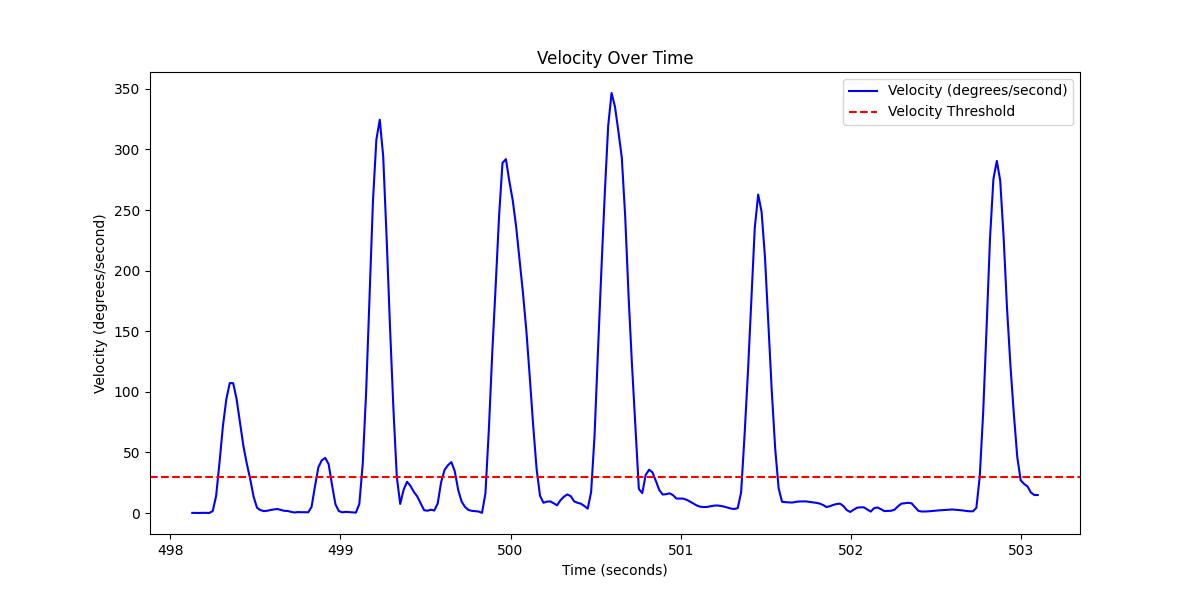 Velocity Over Time
Velocity (degrees/second)
Velocity Threshold
350
300
250
200
150
100
50
0
Velocity (degrees/second)
498 499 500 501 502 503
Time (seconds)